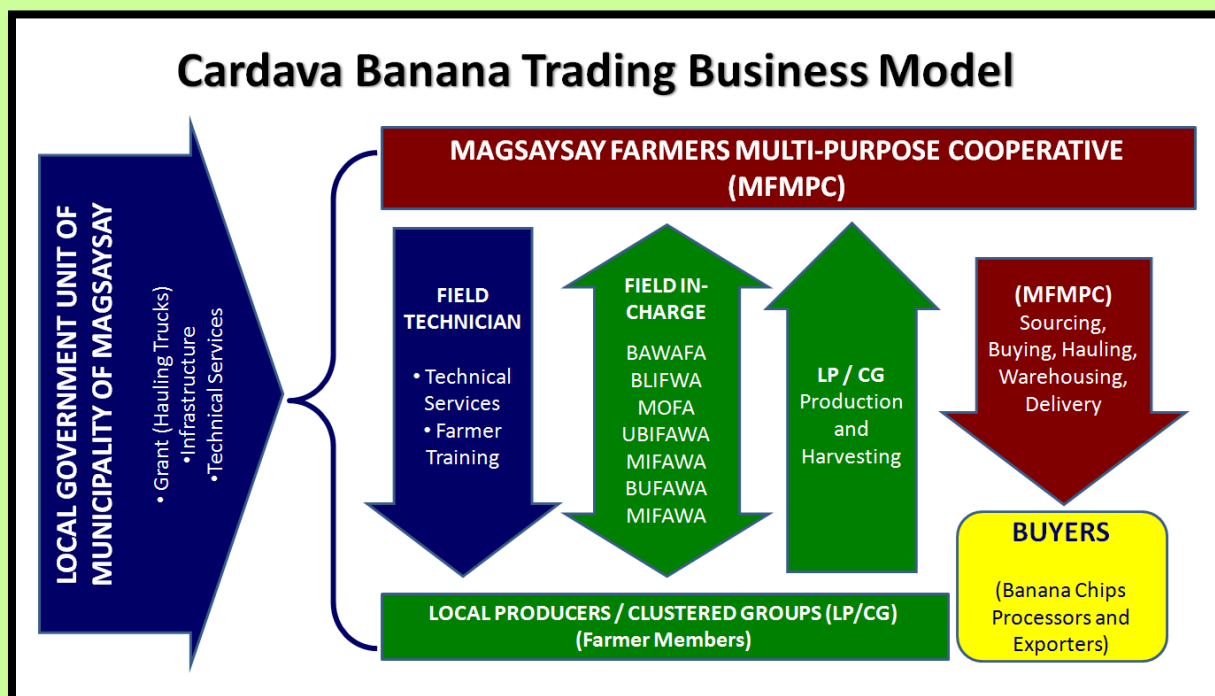 Cardava Banana Trading Business Model
LOCAL GOVERNMENT UNIT OF
MUNICIPALITY OF MAGSAYSAY
• Grant (Hauling Trucks)
•Infrastructure
•Technical Services
MAGSAYSAY FARMERS MULTI-PURPOSE COOPERATIVE
(MFMPC)
FIELD
TECHNICIAN
• Technical
Services
• Farmer
Training
FIELD IN-
CHARGE
BAWAFA
BLIFWA
MOFA
UBIFAWA
MIFAWA
BUFAWA
MIFAWA
LP / CG
Production
and
Harvesting
(MFMPC)
Sourcing,
Buying, Hauling,
Warehousing,
Delivery
BUYERS
(Banana Chips
Processors and
Exporters)
LOCAL PRODUCERS / CLUSTERED GROUPS (LP/CG)
(Farmer Members)